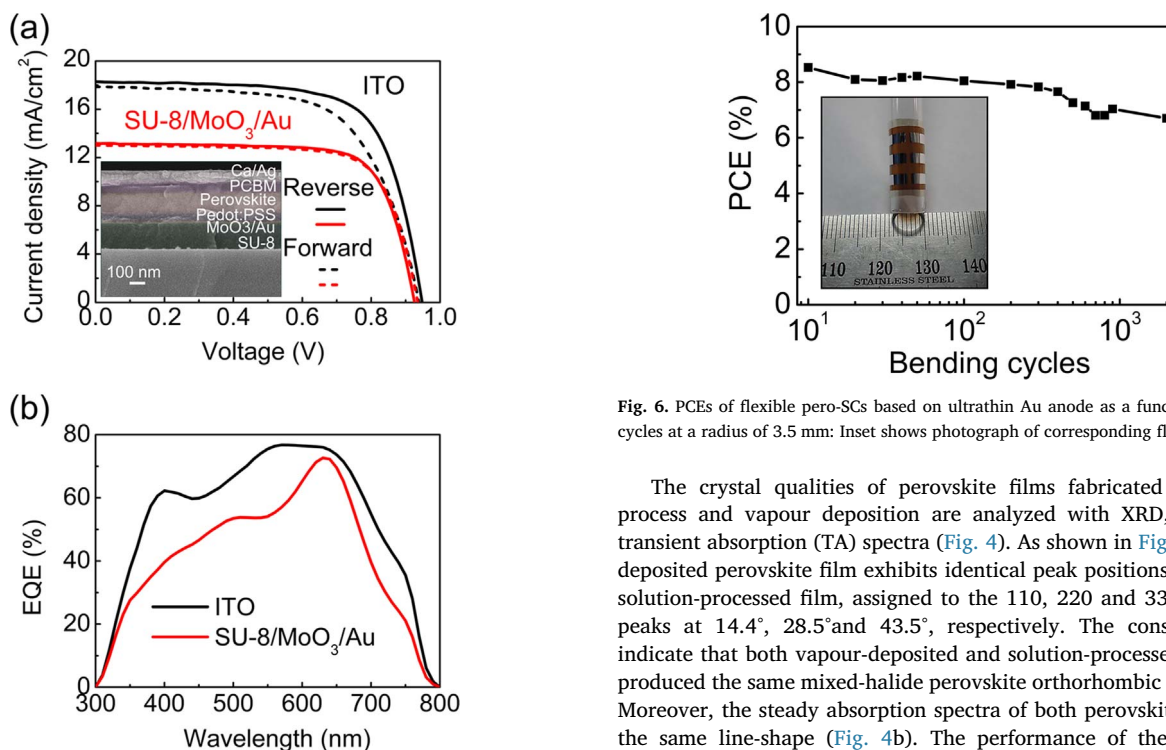 (a)
20
16
12
8
4
0
Current density (mA/cm²)
ITO
SU-8/MoO₃/Au
Ca/Ag
PCBM
Perovskite
Pedot:PSS
MoO3/Au
SU-8
100 nm
Reverse
Forward
0.0 0.2 0.4 0.6 0.8 1.0
Voltage (V)
(b)
80
60
40
20
0
EQE (%)
ITO
SU-8/MoO₃/Au
300 400 500 600 700 800
Wavelength (nm)
10
8
6
4
2
0
PCE (%)
110 120 130 140
STAINLESS STEEL
10¹ 10² 10³
Bending cycles
Fig. 6. PCEs of flexible pero-SCs based on ultrathin Au anode as a func
cycles at a radius of 3.5 mm: Inset shows photograph of corresponding fl
The crystal qualities of perovskite films fabricated
process and vapour deposition are analyzed with XRD,
transient absorption (TA) spectra (Fig. 4). As shown in Fig
deposited perovskite film exhibits identical peak positions
solution-processed film, assigned to the 110, 220 and 33
peaks at 14.4°, 28.5°and 43.5°, respectively. The cons
indicate that both vapour-deposited and solution-processe
produced the same mixed-halide perovskite orthorhombic
Moreover, the steady absorption spectra of both perovskit
the same line-shape (Fig. 4b). The performance of the